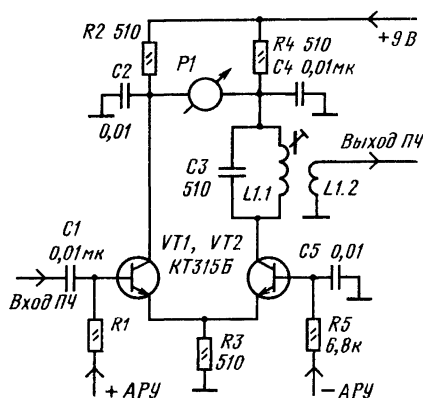 R2 510
R4 510
+9 В
C2
P1
C4 0,01мк
0,01
Выход ПЧ
C3
510
L1.1
L1.2
C1
0,01мк
VT1, VT2
КТ315Б
C5 0,01
Вход ПЧ
R1
R3
510
R5
6,8к
+ АРУ
− АРУ